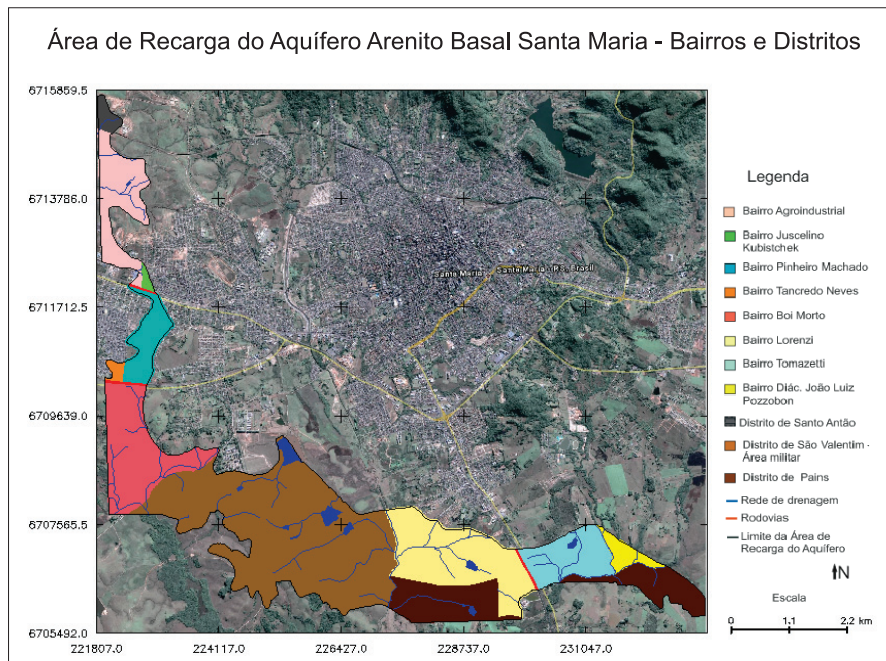 Área de Recarga do Aquífero Arenito Basal Santa Maria - Bairros e Distritos
6715859.5
6713786.0
6711712.5
6709639.0
6707565.5
6705492.0
221807.0
224117.0
226427.0
228737.0
231047.0
Santa Maria
Santa Maria - RS, Brasil
Legenda
Bairro Agroindustrial
Bairro Juscelino
Kubistchek
Bairro Pinheiro Machado
Bairro Tancredo Neves
Bairro Boi Morto
Bairro Lorenzi
Bairro Tomazetti
Bairro Diác. João Luiz
Pozzobon
Distrito de Santo Antão
Distrito de São Valentim -
Área militar
Distrito de Pains
Rede de drenagem
Rodovias
Limite da Área de
Recarga do Aquífero
N
Escala
0 1.1 2.2 km